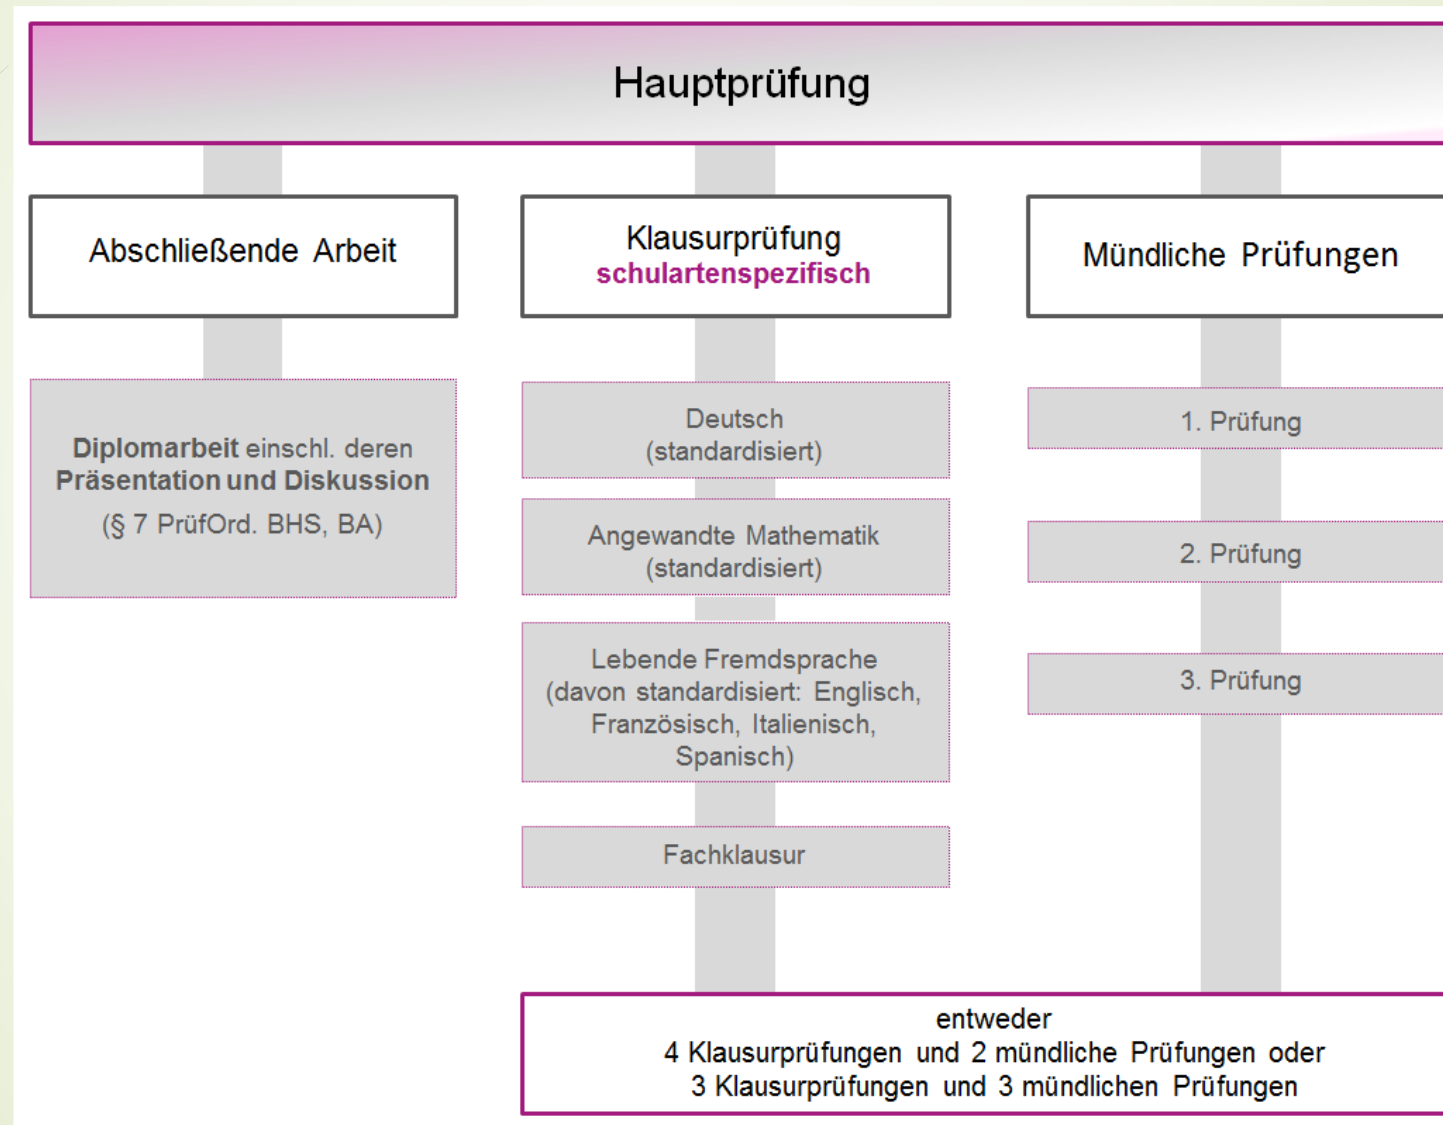 Hauptprüfung
Abschließende Arbeit
Diplomarbeit einschl. deren
Präsentation und Diskussion
(§ 7 PrüfOrd. BHS, BA)
Klausurprüfung
schulartenspezifisch
Deutsch
(standardisiert)
Angewandte Mathematik
(standardisiert)
Lebende Fremdsprache
(davon standardisiert: Englisch,
Französisch, Italienisch,
Spanisch)
Fachklausur
Mündliche Prüfungen
1. Prüfung
2. Prüfung
3. Prüfung
entweder
4 Klausurprüfungen und 2 mündliche Prüfungen oder
3 Klausurprüfungen und 3 mündlichen Prüfungen